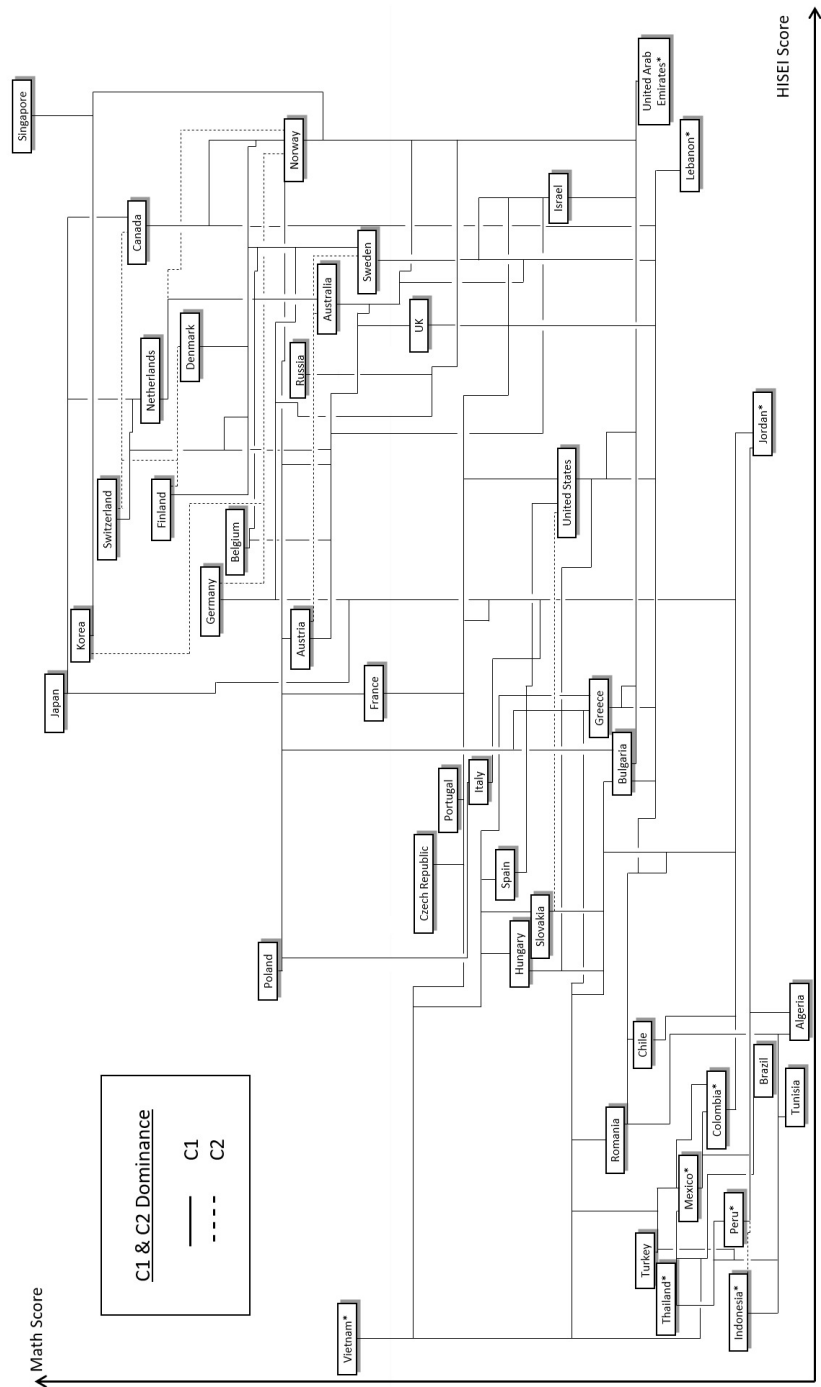 Math Score
C1 & C2 Dominance
C1
C2
Singapore
Japan
Korea
Switzerland
Canada
Netherlands
Finland
Denmark
Germany
Belgium
Poland
Austria
Russia
Norway
Australia
Vietnam*
France
Sweden
UK
Czech Republic
Portugal
Italy
Spain
Hungary
Slovakia
United States
Israel
Greece
Romania
Bulgaria
Turkey
Chile
United Arab
Emirates*
Thailand*
Mexico*
Lebanon*
Colombia*
Peru*
Indonesia*
Brazil
Jordan*
Tunisia
Algeria
HISEI Score